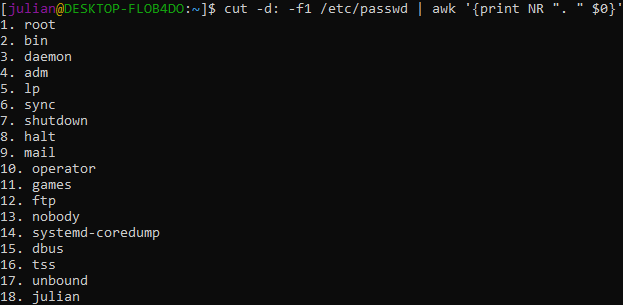 [julian@DESKTOP-FLOB4DO:~]$ cut -d: -f1 /etc/passwd | awk '{print NR ". " $0}'
1. root
2. bin
3. daemon
4. adm
5. lp
6. sync
7. shutdown
8. halt
9. mail
10. operator
11. games
12. ftp
13. nobody
14. systemd-coredump
15. dbus
16. tss
17. unbound
18. julian